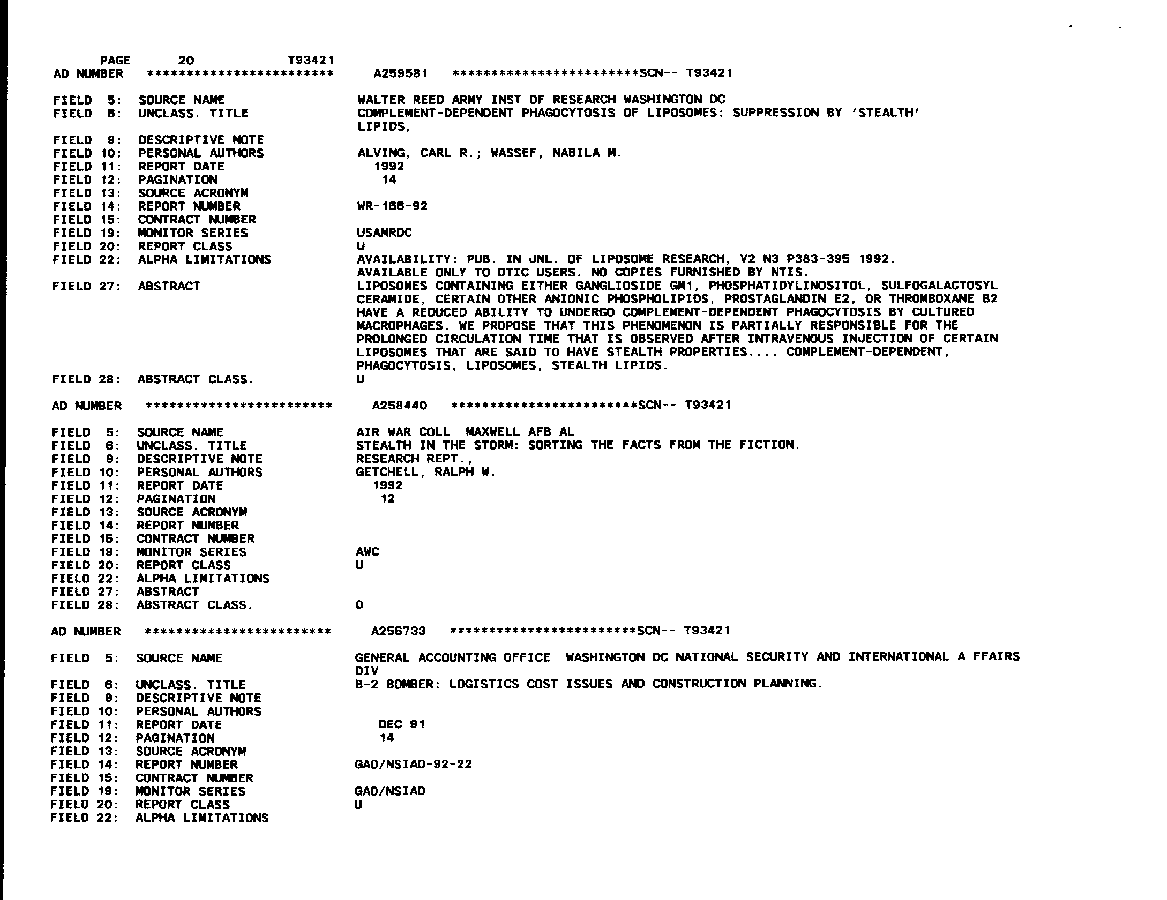 PAGE 20 T93421
AD NUMBER ************************ A259581 ************************SCN-- T93421
FIELD 5: SOURCE NAME WALTER REED ARMY INST OF RESEARCH WASHINGTON DC
FIELD 6: UNCLASS. TITLE COMPLEMENT-DEPENDENT PHAGOCYTOSIS OF LIPOSOMES: SUPPRESSION BY 'STEALTH'
LIPIDS,
FIELD 9: DESCRIPTIVE NOTE
FIELD 10: PERSONAL AUTHORS ALVING, CARL R.; WASSEF, NABILA M.
FIELD 11: REPORT DATE 1992
FIELD 12: PAGINATION 14
FIELD 13: SOURCE ACRONYM
FIELD 14: REPORT NUMBER WR-166-92
FIELD 15: CONTRACT NUMBER
FIELD 19: MONITOR SERIES USAMRDC
FIELD 20: REPORT CLASS U
FIELD 22: ALPHA LIMITATIONS AVAILABILITY: PUB. IN JNL. OF LIPOSOME RESEARCH, V2 N3 P383-395 1992.
AVAILABLE ONLY TO DTIC USERS. NO COPIES FURNISHED BY NTIS.
FIELD 27: ABSTRACT LIPOSOMES CONTAINING EITHER GANGLIOSIDE GM1, PHOSPHATIDYLINOSITOL, SULFOGALACTOSYL
CERAMIDE, CERTAIN OTHER ANIONIC PHOSPHOLIPIDS, PROSTAGLANDIN E2, OR THROMBOXANE B2
HAVE A REDUCED ABILITY TO UNDERGO COMPLEMENT-DEPENDENT PHAGOCYTOSIS BY CULTURED
MACROPHAGES. WE PROPOSE THAT THIS PHENOMENON IS PARTIALLY RESPONSIBLE FOR THE
PROLONGED CIRCULATION TIME THAT IS OBSERVED AFTER INTRAVENOUS INJECTION OF CERTAIN
LIPOSOMES THAT ARE SAID TO HAVE STEALTH PROPERTIES.... COMPLEMENT-DEPENDENT,
PHAGOCYTOSIS, LIPOSOMES, STEALTH LIPIDS.
FIELD 28: ABSTRACT CLASS. U
AD NUMBER ************************ A258440 ************************SCN-- T93421
FIELD 5: SOURCE NAME AIR WAR COLL MAXWELL AFB AL
FIELD 6: UNCLASS. TITLE STEALTH IN THE STORM: SORTING THE FACTS FROM THE FICTION.
FIELD 9: DESCRIPTIVE NOTE RESEARCH REPT.,
FIELD 10: PERSONAL AUTHORS GETCHELL, RALPH W.
FIELD 11: REPORT DATE 1992
FIELD 12: PAGINATION 12
FIELD 13: SOURCE ACRONYM
FIELD 14: REPORT NUMBER
FIELD 15: CONTRACT NUMBER
FIELD 19: MONITOR SERIES AWC
FIELD 20: REPORT CLASS U
FIELD 22: ALPHA LIMITATIONS
FIELD 27: ABSTRACT
FIELD 28: ABSTRACT CLASS. 0
AD NUMBER ************************ A256733 ************************SCN-- T93421
FIELD 5: SOURCE NAME GENERAL ACCOUNTING OFFICE WASHINGTON DC NATIONAL SECURITY AND INTERNATIONAL A FFAIRS
DIV
FIELD 6: UNCLASS. TITLE B-2 BOMBER: LOGISTICS COST ISSUES AND CONSTRUCTION PLANNING.
FIELD 9: DESCRIPTIVE NOTE
FIELD 10: PERSONAL AUTHORS
FIELD 11: REPORT DATE DEC 91
FIELD 12: PAGINATION 14
FIELD 13: SOURCE ACRONYM
FIELD 14: REPORT NUMBER GAO/NSIAD-92-22
FIELD 15: CONTRACT NUMBER
FIELD 19: MONITOR SERIES GAO/NSIAD
FIELD 20: REPORT CLASS U
FIELD 22: ALPHA LIMITATIONS